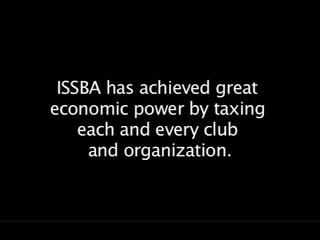 ISSBA has achieved great
economic power by taxing
each and every club
and organization.